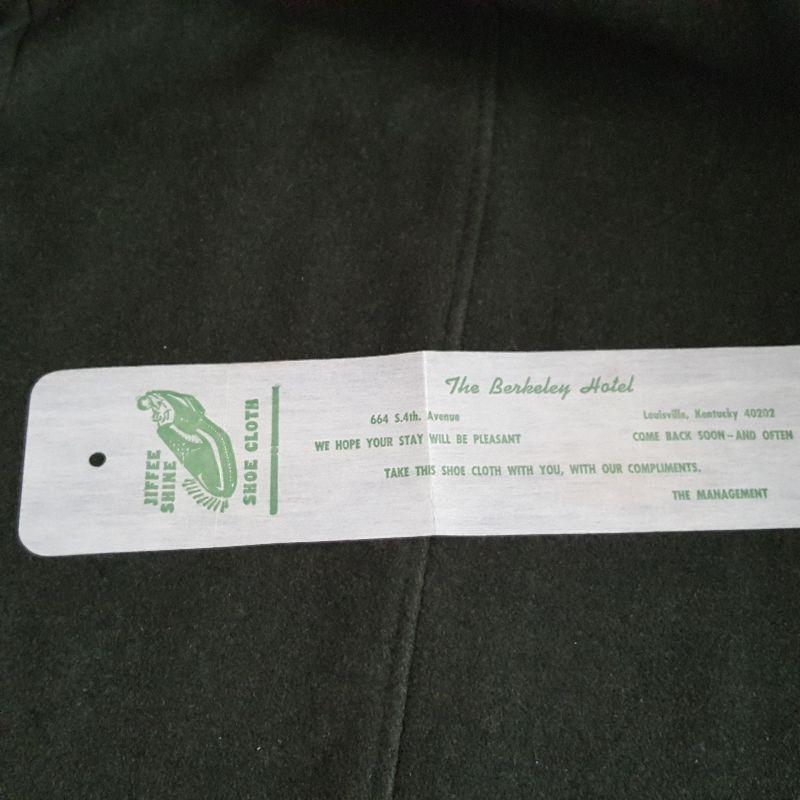 JIFFEE
SHINE
SHOE CLOTH
The Berkeley Hotel
664 S.4th. Avenue
Louisville, Kentucky 40202
WE HOPE YOUR STAY WILL BE PLEASANT
COME BACK SOON-AND OFTEN
TAKE THIS SHOE CLOTH WITH YOU, WITH OUR COMPLIMENTS.
THE MANAGEMENT